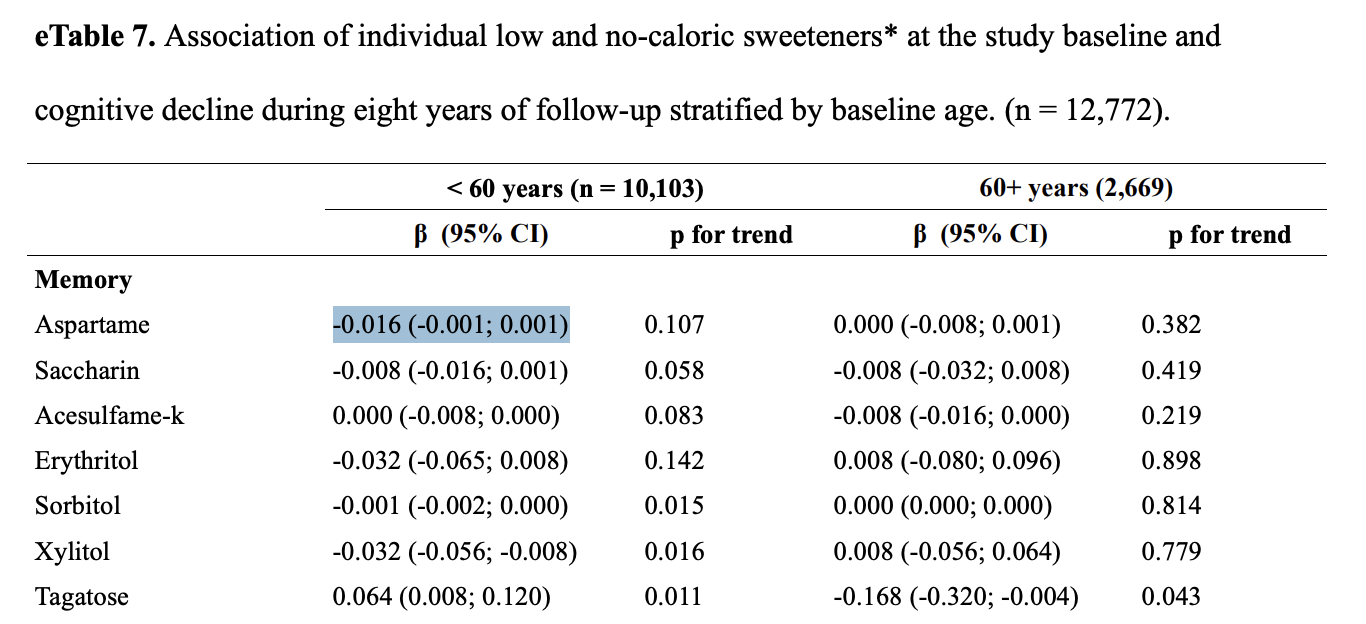 eTable 7. Association of individual low and no-caloric sweeteners* at the study baseline and
cognitive decline during eight years of follow-up stratified by baseline age. (n = 12,772).
< 60 years (n = 10,103) 60+ years (2,669)
β (95% CI) p for trend β (95% CI) p for trend
Memory
Aspartame -0.016 (-0.001; 0.001) 0.107 0.000 (-0.008; 0.001) 0.382
Saccharin -0.008 (-0.016; 0.001) 0.058 -0.008 (-0.032; 0.008) 0.419
Acesulfame-k 0.000 (-0.008; 0.000) 0.083 -0.008 (-0.016; 0.000) 0.219
Erythritol -0.032 (-0.065; 0.008) 0.142 0.008 (-0.080; 0.096) 0.898
Sorbitol -0.001 (-0.002; 0.000) 0.015 0.000 (0.000; 0.000) 0.814
Xylitol -0.032 (-0.056; -0.008) 0.016 0.008 (-0.056; 0.064) 0.779
Tagatose 0.064 (0.008; 0.120) 0.011 -0.168 (-0.320; -0.004) 0.043